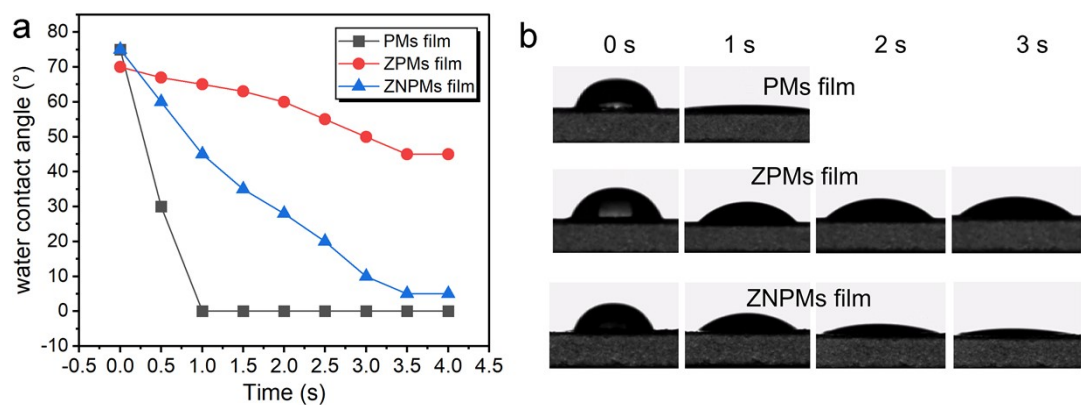 a
water contact angle (°)
80
70
60
50
40
30
20
10
0
-10
PMs film
ZPMs film
ZNPMs film
-0.5 0.0 0.5 1.0 1.5 2.0 2.5 3.0 3.5 4.0 4.5
Time (s)
b
0 s 1 s 2 s 3 s
PMs film
ZPMs film
ZNPMs film